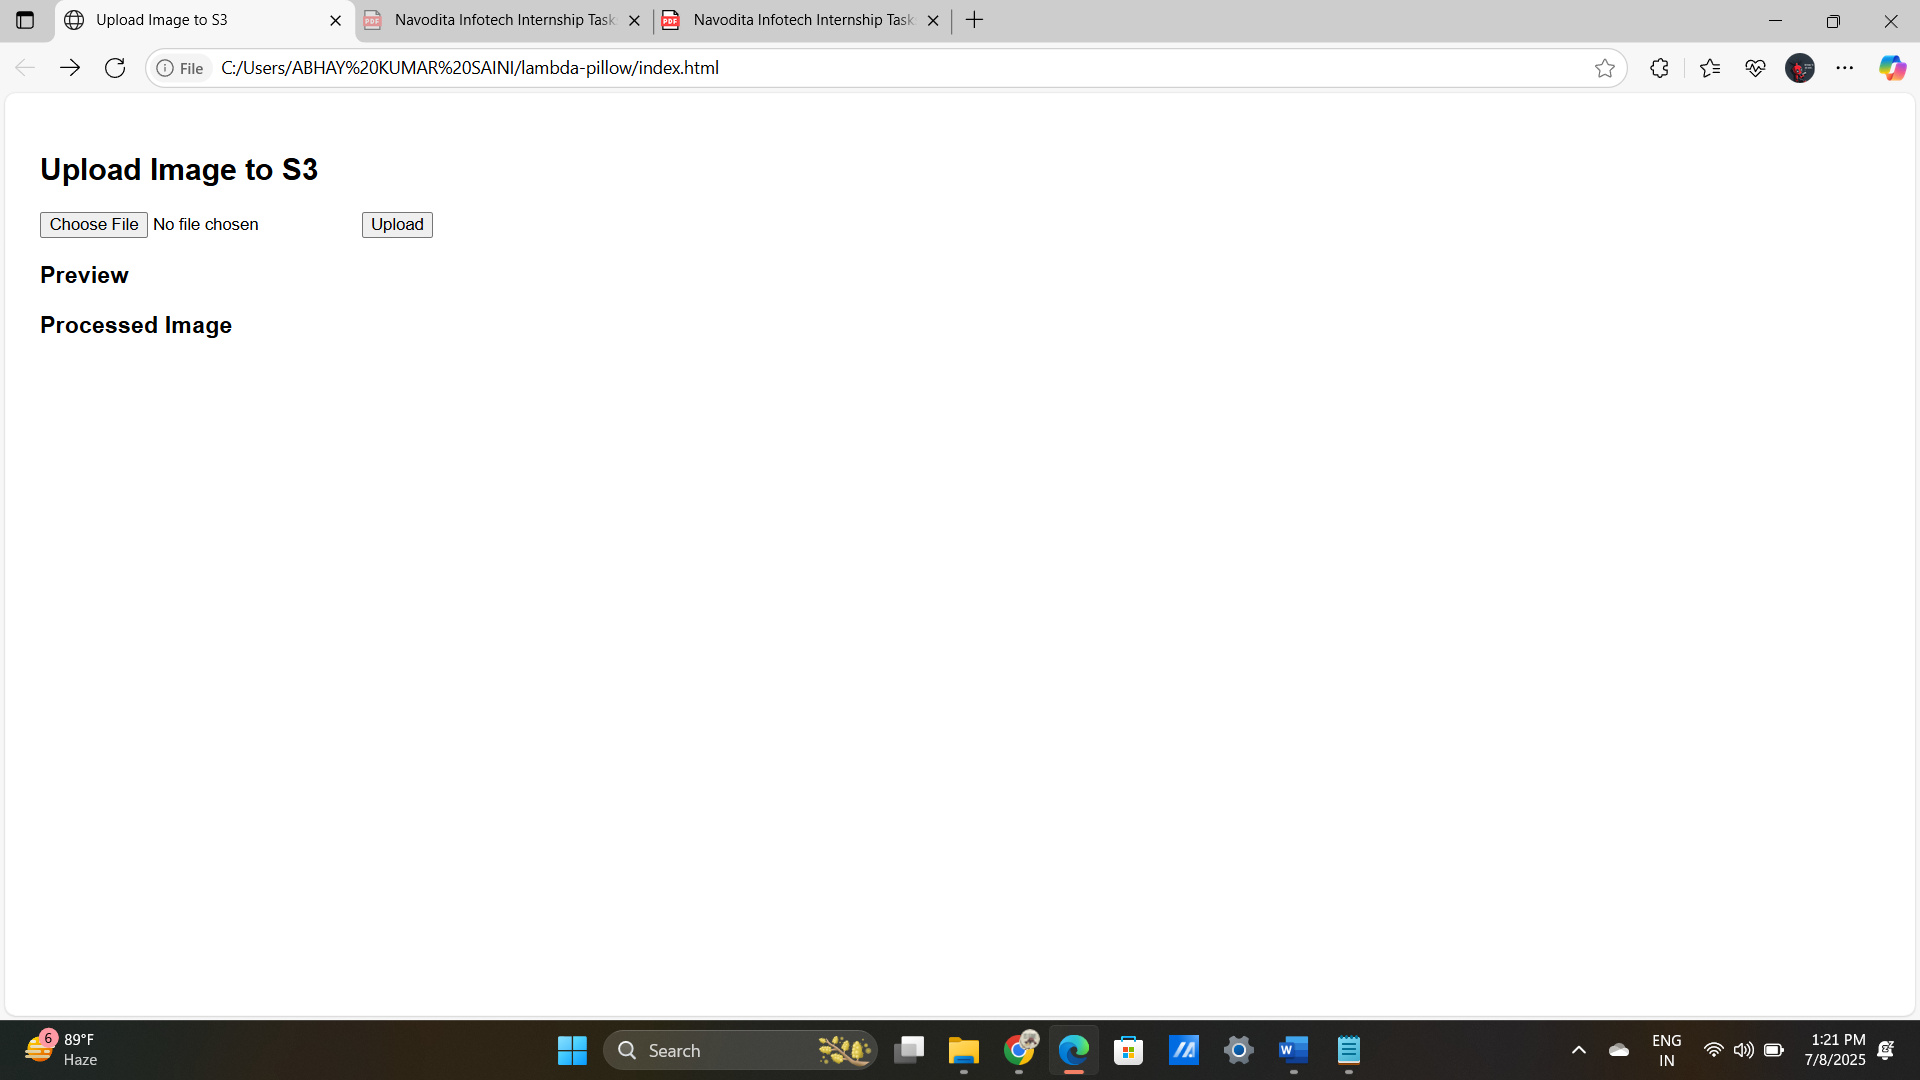 Upload Image to S3
Navodita Infotech Internship Task
Navodita Infotech Internship Task
File
C:/Users/ABHAY%20KUMAR%20SAINI/lambda-pillow/index.html
Upload Image to S3
Choose File No file chosen Upload
Preview
Processed Image
6
89°F
Haze
Search
ENG
IN
1:21 PM
7/8/2025